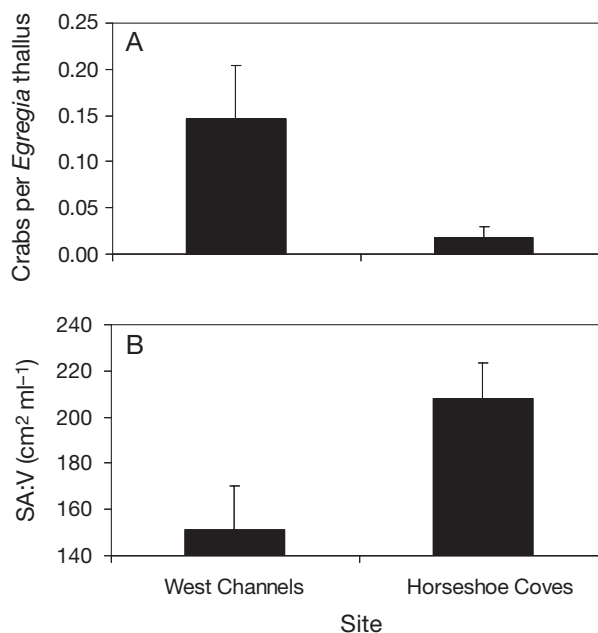 A
Crabs per Egregia thallus
0.25
0.20
0.15
0.10
0.05
0.00
B
SA:V (cm² ml⁻¹)
240
220
200
180
160
140
West Channels Horseshoe Coves
Site